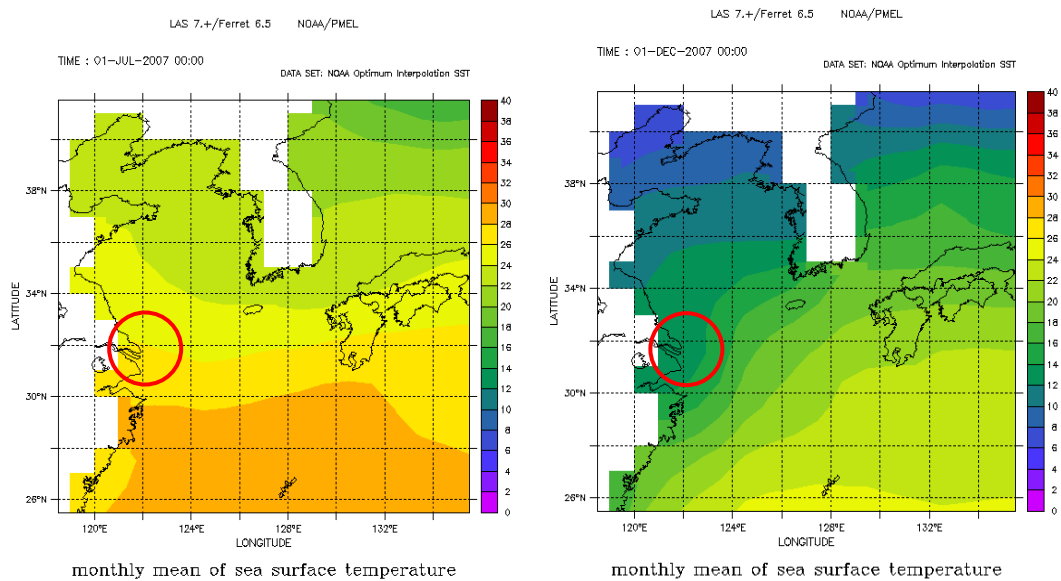 LAS 7.+/Ferret 6.5 NOAA/PMEL
TIME : 01-JUL-2007 00:00
DATA SET: NOAA Optimum Interpolation SST
40
38
36
34
32
30
28
26
24
22
20
18
16
14
12
10
8
6
4
2
0
LATITUDE
38°N
34°N
30°N
26°N
120°E 124°E 128°E 132°E
LONGITUDE
monthly mean of sea surface temperature
LAS 7.+/Ferret 6.5 NOAA/PMEL
TIME : 01-DEC-2007 00:00
DATA SET: NOAA Optimum Interpolation SST
40
38
36
34
32
30
28
26
24
22
20
18
16
14
12
10
8
6
4
2
0
LATITUDE
38°N
34°N
30°N
26°N
120°E 124°E 128°E 132°E
LONGITUDE
monthly mean of sea surface temperature